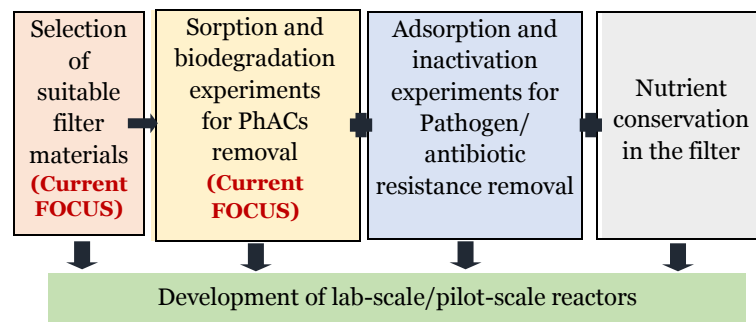 Selection
of
suitable
filter
materials
(Current
FOCUS)
Sorption and
biodegradation
experiments
for PhACs
removal
(Current
FOCUS)
Adsorption and
inactivation
experiments for
Pathogen/
antibiotic
resistance removal
Nutrient
conservation
in the filter
Development of lab-scale/pilot-scale reactors